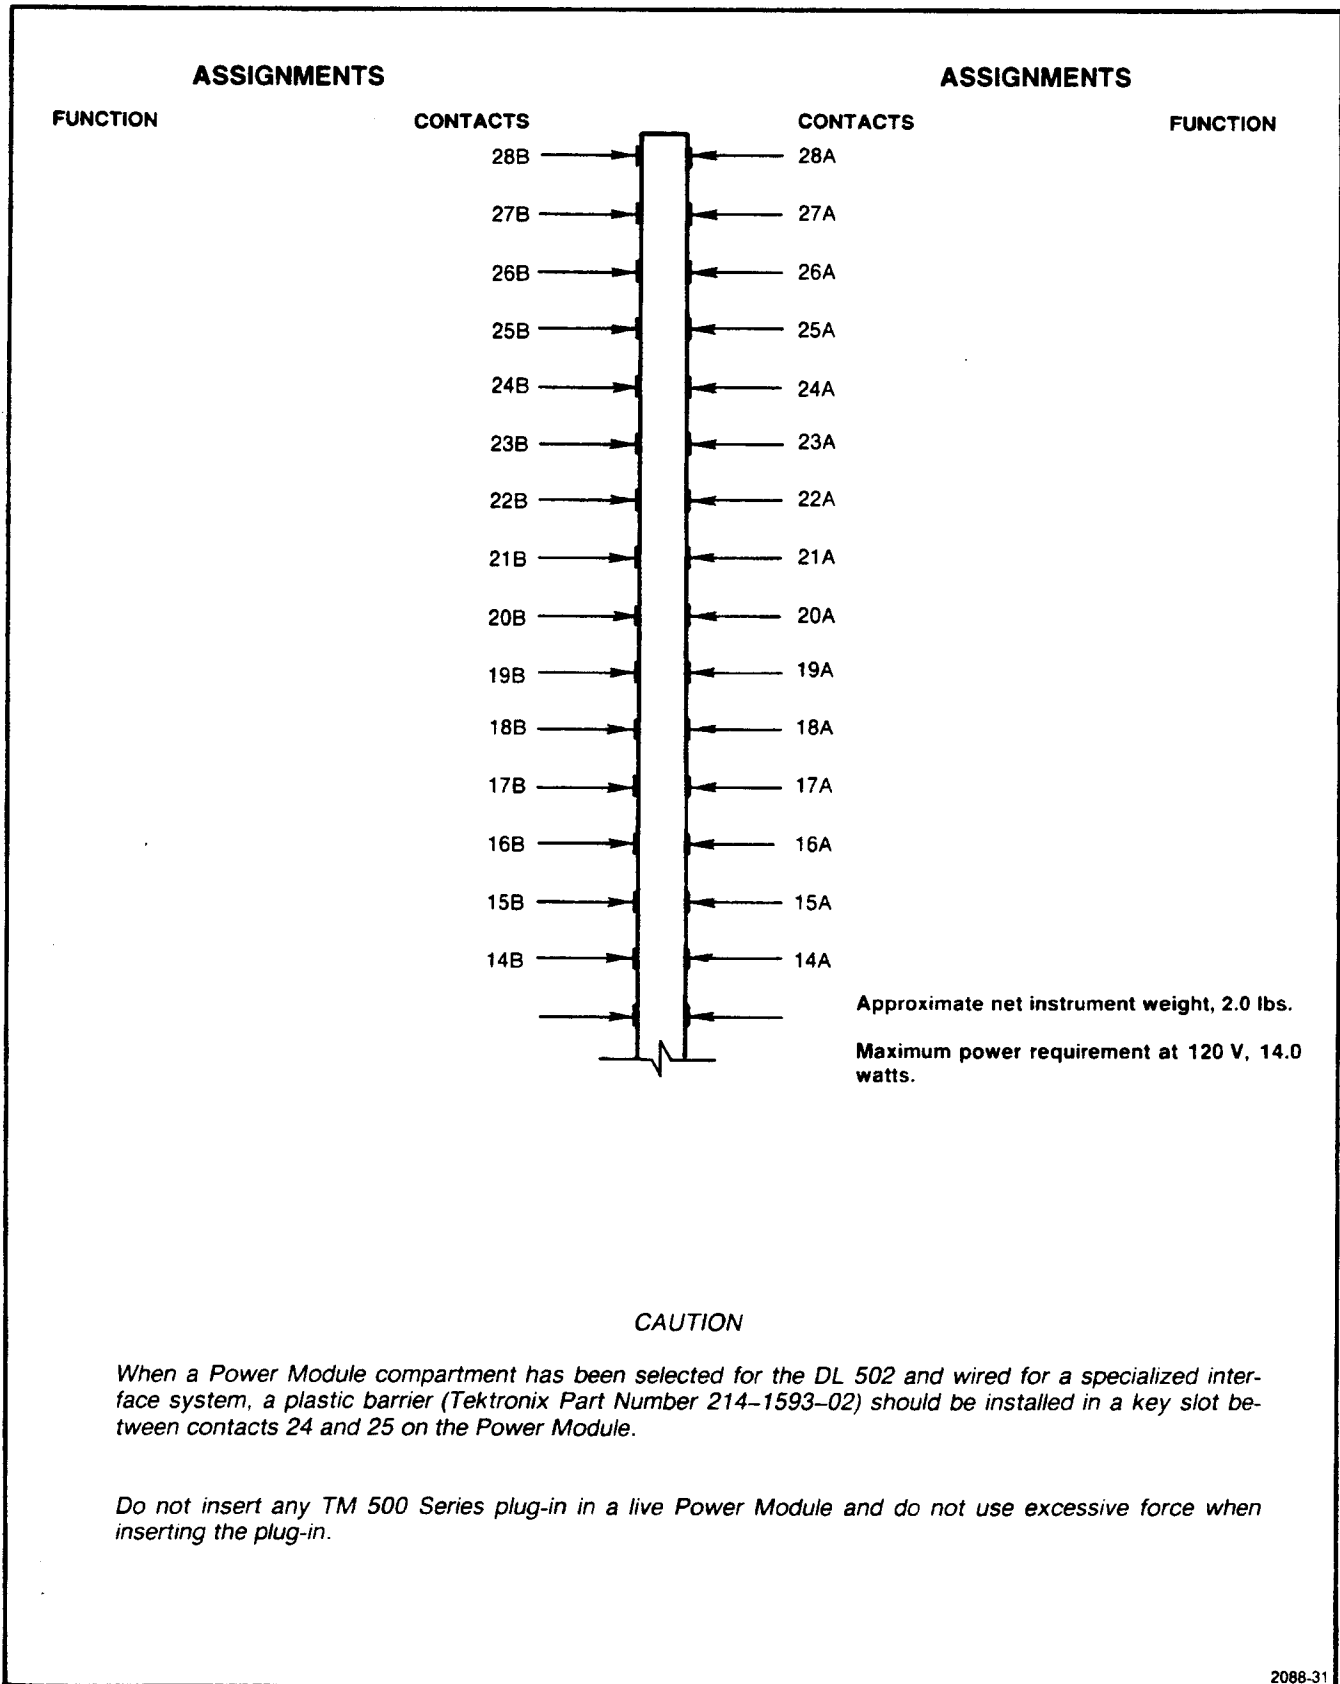 ASSIGNMENTS ASSIGNMENTS
FUNCTION CONTACTS CONTACTS FUNCTION
28B 28A
27B 27A
26B 26A
25B 25A
24B 24A
23B 23A
22B 22A
21B 21A
20B 20A
19B 19A
18B 18A
17B 17A
16B 16A
15B 15A
14B 14A
Approximate net instrument weight, 2.0 lbs.
Maximum power requirement at 120 V, 14.0
watts.
CAUTION
When a Power Module compartment has been selected for the DL 502 and wired for a specialized inter-
face system, a plastic barrier (Tektronix Part Number 214–1593–02) should be installed in a key slot be-
tween contacts 24 and 25 on the Power Module.
Do not insert any TM 500 Series plug-in in a live Power Module and do not use excessive force when
inserting the plug-in.
2088-31